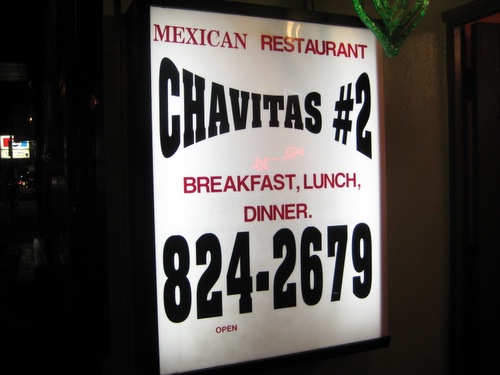 MEXICAN RESTAURANT
CHAVITAS #2
BREAKFAST, LUNCH,
DINNER.
824-2679
OPEN